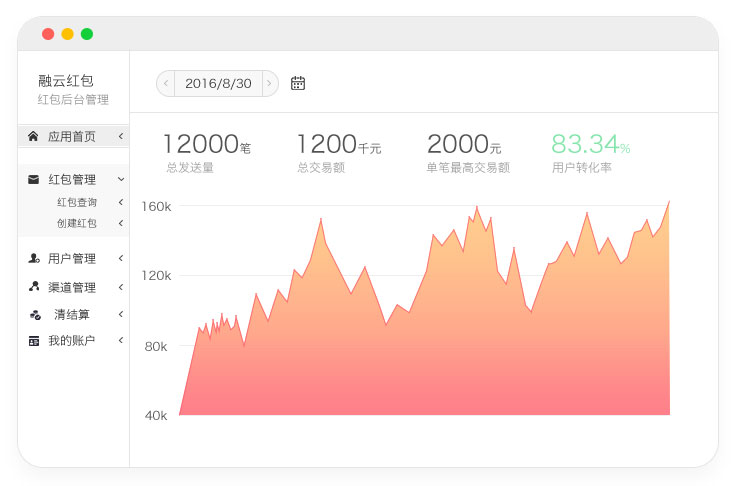 融云红包
红包后台管理
应用首页
红包管理
红包查询
创建红包
用户管理
渠道管理
清结算
我的账户
2016/8/30
12000笔 1200千元 2000元 83.34%
总发送量 总交易额 单笔最高交易额 用户转化率
160k
120k
80k
40k